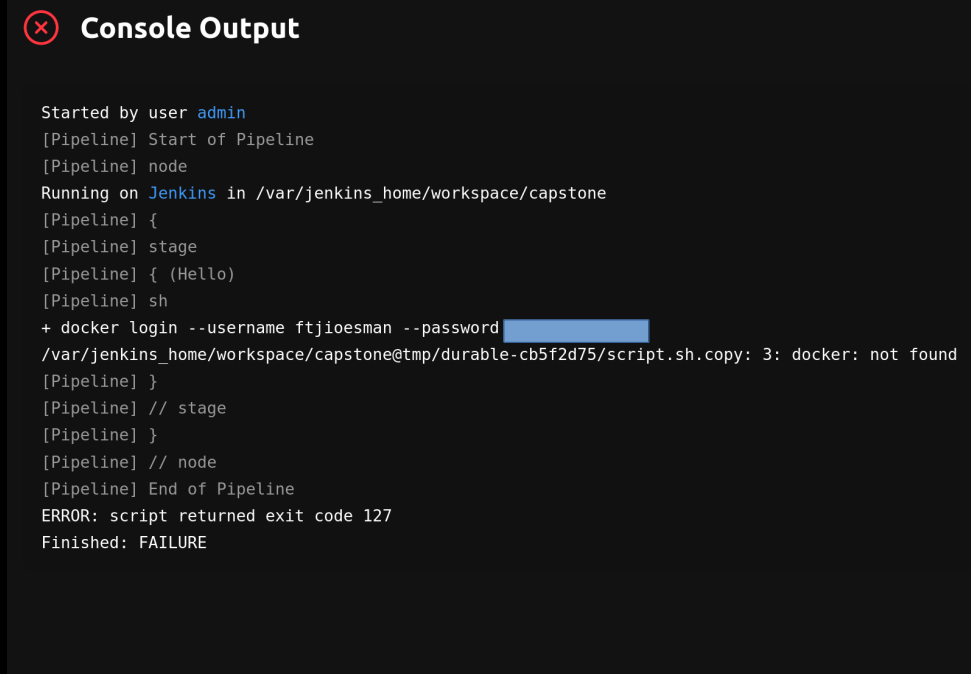 Console Output
Started by user admin
[Pipeline] Start of Pipeline
[Pipeline] node
Running on Jenkins in /var/jenkins_home/workspace/capstone
[Pipeline] {
[Pipeline] stage
[Pipeline] { (Hello)
[Pipeline] sh
+ docker login --username ftjioesman --password
/var/jenkins_home/workspace/capstone@tmp/durable-cb5f2d75/script.sh.copy: 3: docker: not found
[Pipeline] }
[Pipeline] // stage
[Pipeline] }
[Pipeline] // node
[Pipeline] End of Pipeline
ERROR: script returned exit code 127
Finished: FAILURE